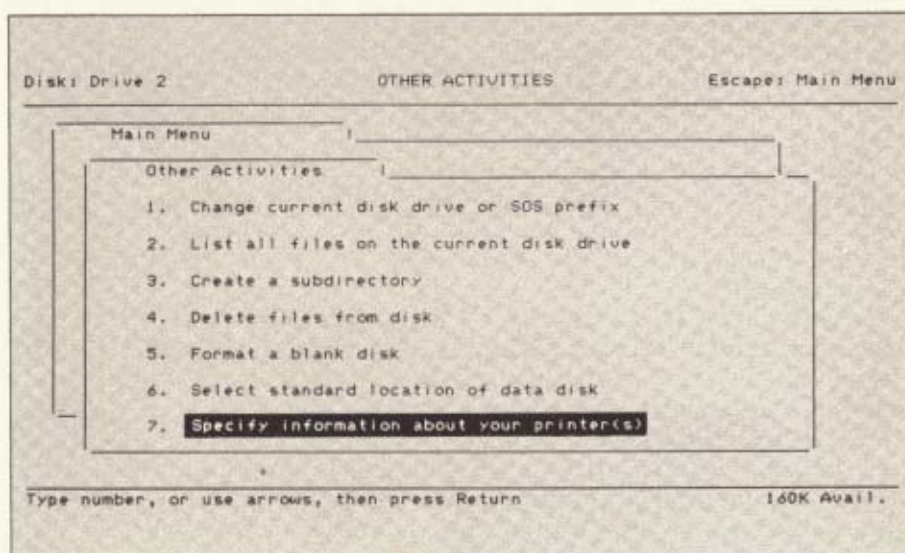 Disk: Drive 2 OTHER ACTIVITIES Escape: Main Menu
Main Menu
Other Activities
1. Change current disk drive or SOS prefix
2. List all files on the current disk drive
3. Create a subdirectory
4. Delete files from disk
5. Format a blank disk
6. Select standard location of data disk
7. Specify information about your printer(s)
Type number, or use arrows, then press Return 160K Avail.